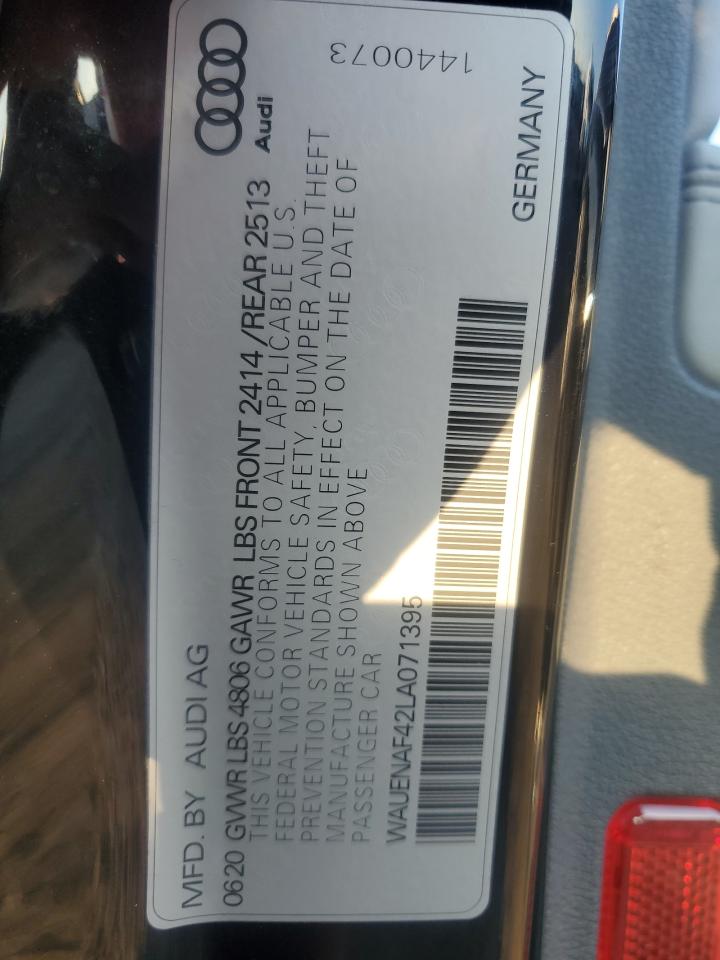 MFD. BY AUDI AG
0620 GVWR LBS 4806 GAWR LBS FRONT 2414 /REAR 2513
THIS VEHICLE CONFORMS TO ALL APPLICABLE U.S.
FEDERAL MOTOR VEHICLE SAFETY, BUMPER AND THEFT
PREVENTION STANDARDS IN EFFECT ON THE DATE OF
MANUFACTURE SHOWN ABOVE
PASSENGER CAR
WAUENAF42LA071395
Audi
1440073
GERMANY